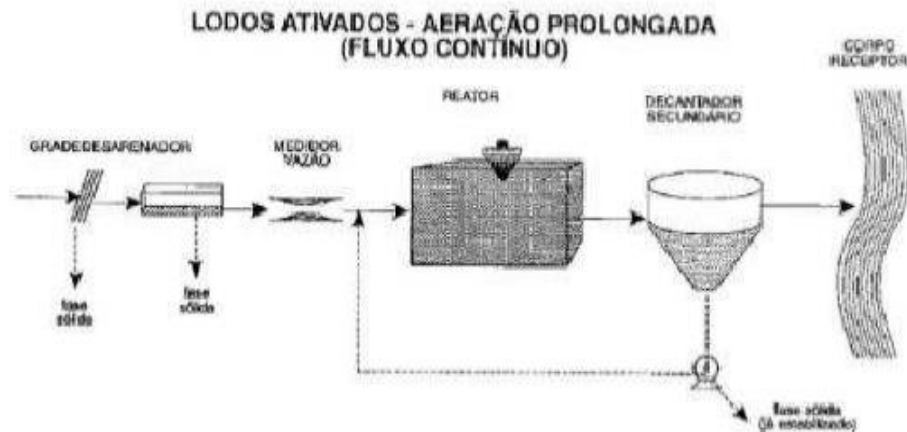 LODOS ATIVADOS - AERAÇÃO PROLONGADA
(FLUXO CONTÍNUO)
CORPO
RECEPTOR
REATOR
DECANTADOR
SECUNDÁRIO
GRADE DESARENADOR
MEDIDOR
VAZÃO
fase
sólida
fase
sólida
fase sólida
(já estabilizado)